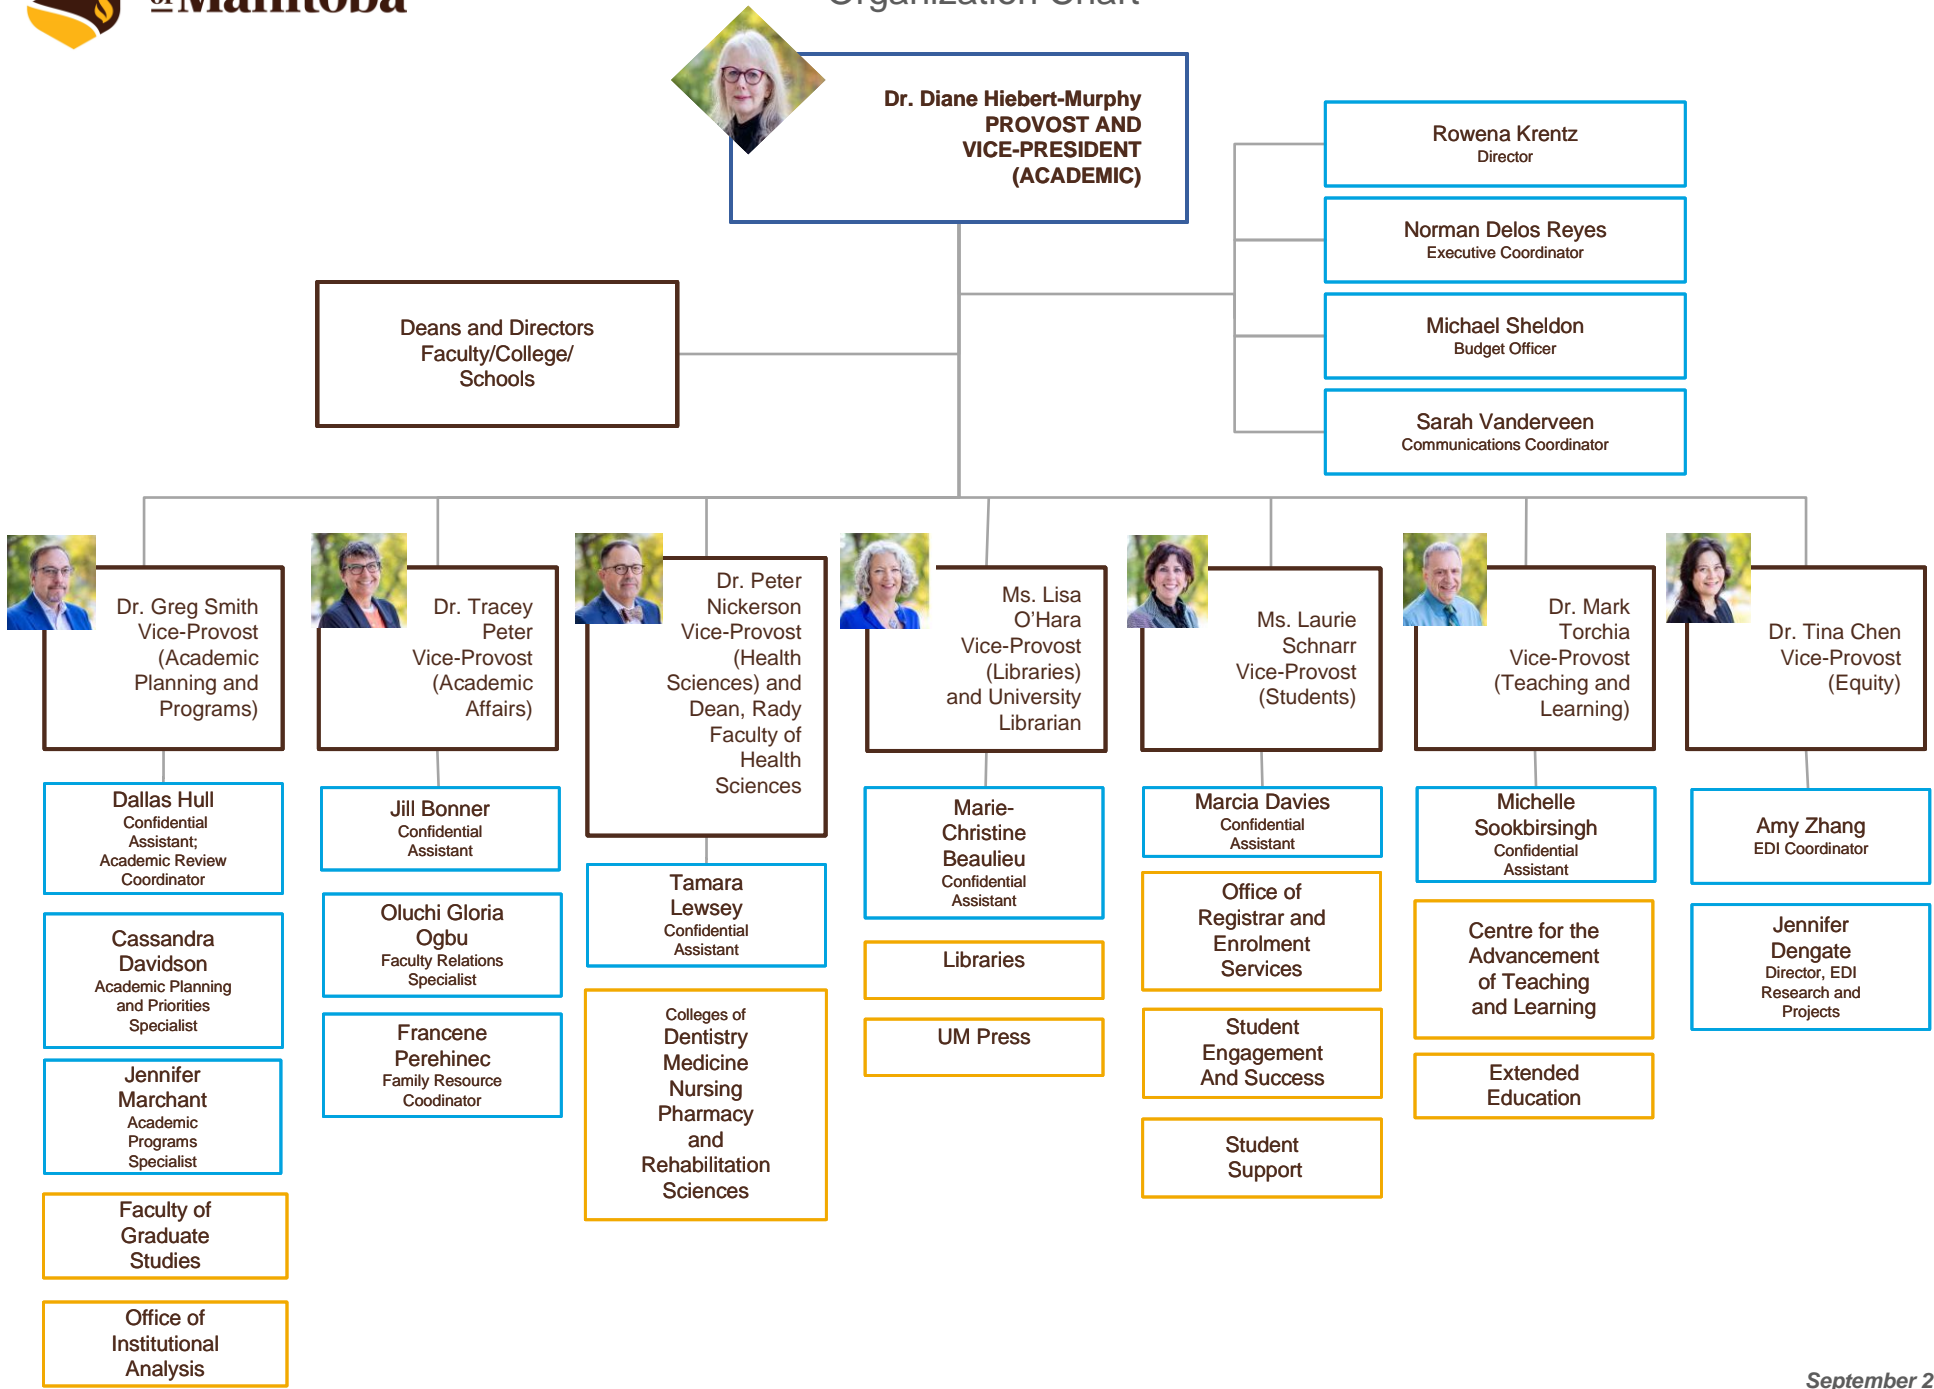 of Manitoba
Organization Chart
Dr. Diane Hiebert-Murphy
PROVOST AND
VICE-PRESIDENT
(ACADEMIC)
Rowena Krentz
Director
Norman Delos Reyes
Executive Coordinator
Michael Sheldon
Budget Officer
Sarah Vanderveen
Communications Coordinator
Deans and Directors
Faculty/College/
Schools
Dr. Greg Smith
Vice-Provost
(Academic
Planning and
Programs)
Dr. Tracey
Peter
Vice-Provost
(Academic
Affairs)
Dr. Peter
Nickerson
Vice-Provost
(Health
Sciences) and
Dean, Rady
Faculty of
Health
Sciences
Ms. Lisa
O'Hara
Vice-Provost
(Libraries)
and University
Librarian
Ms. Laurie
Schnarr
Vice-Provost
(Students)
Dr. Mark
Torchia
Vice-Provost
(Teaching and
Learning)
Dr. Tina Chen
Vice-Provost
(Equity)
Dallas Hull
Confidential
Assistant;
Academic Review
Coordinator
Cassandra
Davidson
Academic Planning
and Priorities
Specialist
Jennifer
Marchant
Academic
Programs
Specialist
Faculty of
Graduate
Studies
Office of
Institutional
Analysis
Jill Bonner
Confidential
Assistant
Oluchi Gloria
Ogbu
Faculty Relations
Specialist
Francene
Perehinec
Family Resource
Coodinator
Tamara
Lewsey
Confidential
Assistant
Colleges of
Dentistry
Medicine
Nursing
Pharmacy
and
Rehabilitation
Sciences
Marie-
Christine
Beaulieu
Confidential
Assistant
Libraries
UM Press
Marcia Davies
Confidential
Assistant
Office of
Registrar and
Enrolment
Services
Student
Engagement
And Success
Student
Support
Michelle
Sookbirsingh
Confidential
Assistant
Centre for the
Advancement
of Teaching
and Learning
Extended
Education
Amy Zhang
EDI Coordinator
Jennifer
Dengate
Director, EDI
Research and
Projects
September 2